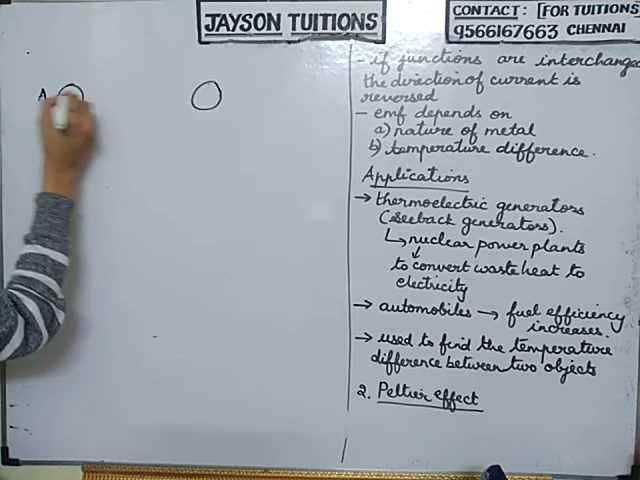 JAYSON TUITIONS
CONTACT: [FOR TUITIONS
9566167663 CHENNAI
A
- if junctions are interchanged
the direction of current is
reversed
- emf depends on
a) nature of metal
b) temperature difference.
Applications
→ thermoelectric generators
(seeback generators).
↳ nuclear power plants
↓
to convert waste heat to
electricity
→ automobiles → fuel efficiency
increases.
→ used to find the temperature
difference between two objects
2. Peltier effect